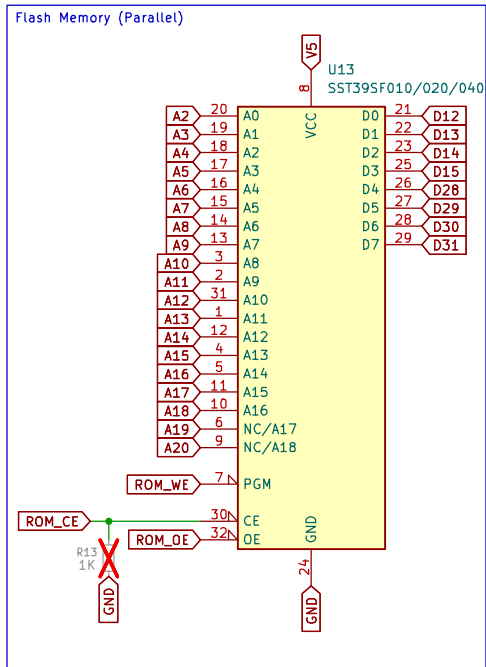 Flash Memory (Parallel)
V5
8
U13
SST39SF010/020/040
VCC
A2 20 A0 D0 21 D12
A3 19 A1 D1 22 D13
A4 18 A2 D2 23 D14
A5 17 A3 D3 25 D15
A6 16 A4 D4 26 D28
A7 15 A5 D5 27 D29
A8 14 A6 D6 28 D30
A9 13 A7 D7 29 D31
A10 3 A8
A11 2 A9
A12 31 A10
A13 1 A11
A14 12 A12
A15 4 A13
A16 5 A14
A17 11 A15
A18 10 A16
A19 6 NC/A17
A20 9 NC/A18
ROM_WE 7 PGM
ROM_CE 30 CE
ROM_OE 32 OE
GND
R13
1K
24
GND
GND